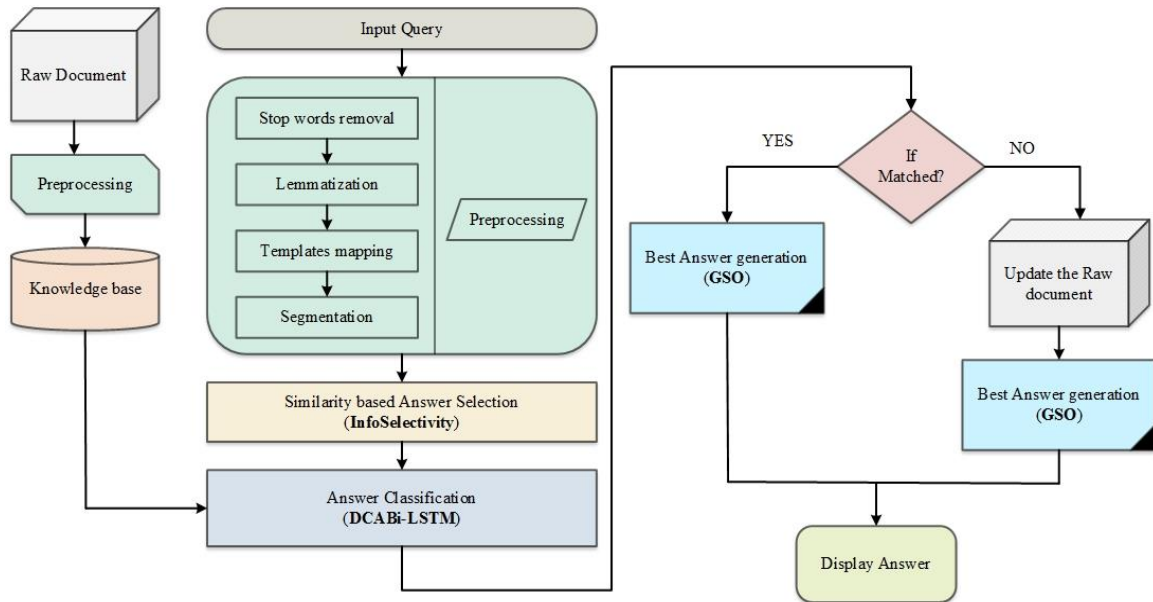 Raw Document
Preprocessing
Knowledge base
Input Query
Stop words removal
Lemmatization
Templates mapping
Segmentation
Preprocessing
Similarity based Answer Selection
(InfoSelectivity)
Answer Classification
(DCABi-LSTM)
If
Matched?
YES
NO
Best Answer generation
(GSO)
Update the Raw
document
Best Answer generation
(GSO)
Display Answer